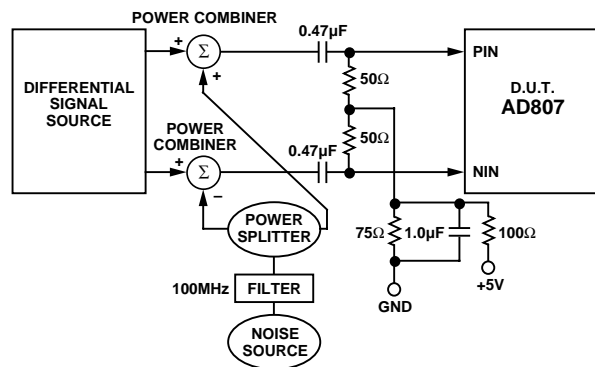 POWER COMBINER
0.47µF
+
Σ
+
PIN
DIFFERENTIAL
SIGNAL
SOURCE
50Ω
D.U.T.
AD807
POWER
COMBINER
0.47µF
50Ω
+
Σ
NIN
−
POWER
SPLITTER
75Ω
1.0µF
100Ω
100MHz
FILTER
GND
+5V
NOISE
SOURCE